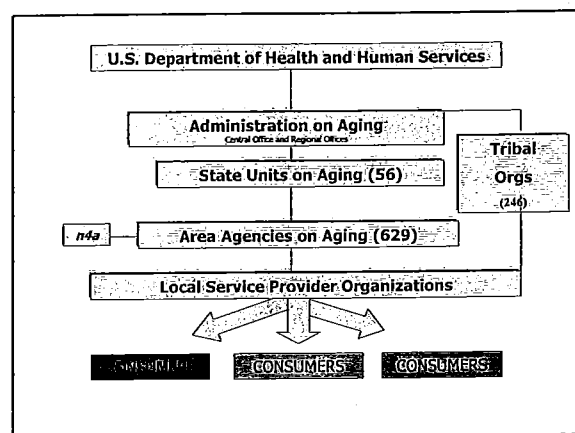 U.S. Department of Health and Human Services
Administration on Aging
Central Office and Regional Offices
Tribal
Orgs
(246)
State Units on Aging (56)
n4a
Area Agencies on Aging (629)
Local Service Provider Organizations
CONSUMERS
CONSUMERS